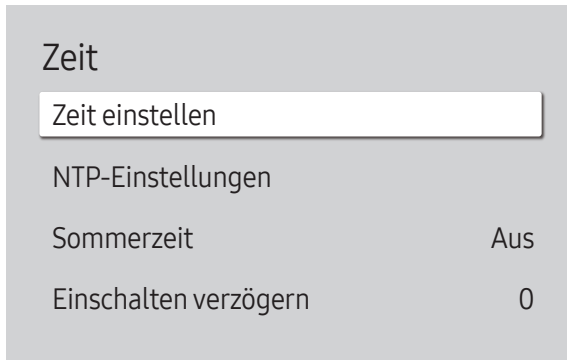 Zeit
Zeit einstellen
NTP-Einstellungen
Sommerzeit Aus
Einschalten verzögern 0